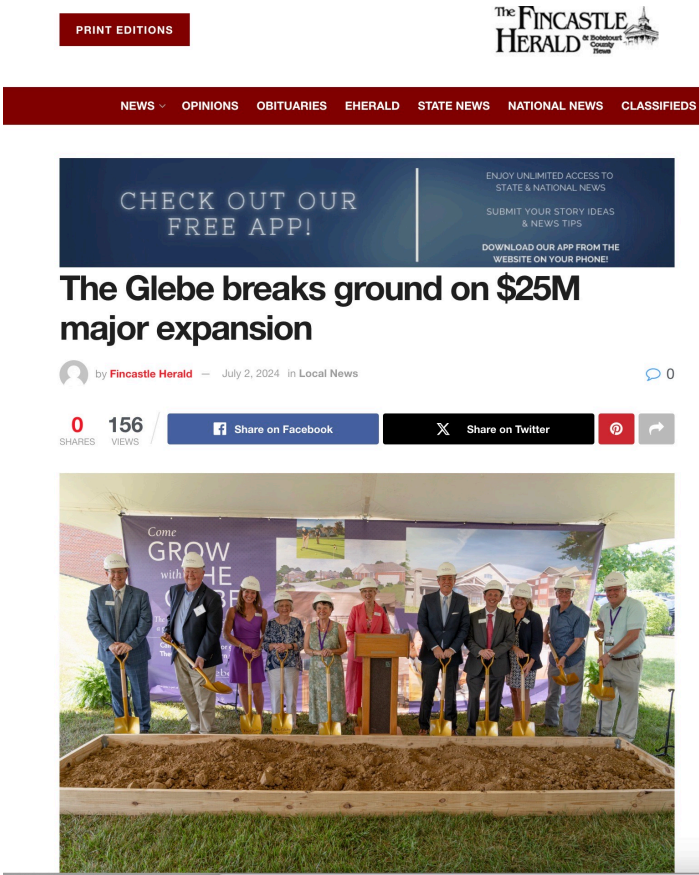 PRINT EDITIONS
The FINCASTLE
HERALD & Botetourt
County
News
NEWS OPINIONS OBITUARIES EHERALD STATE NEWS NATIONAL NEWS CLASSIFIEDS
CHECK OUT OUR
FREE APP!
ENJOY UNLIMITED ACCESS TO
STATE & NATIONAL NEWS
SUBMIT YOUR STORY IDEAS
& NEWS TIPS
DOWNLOAD OUR APP FROM THE
WEBSITE ON YOUR PHONE!
The Glebe breaks ground on $25M
major expansion
by Fincastle Herald — July 2, 2024 in Local News
0
0
SHARES
156
VIEWS
Share on Facebook
Share on Twitter
Come
GROW
with